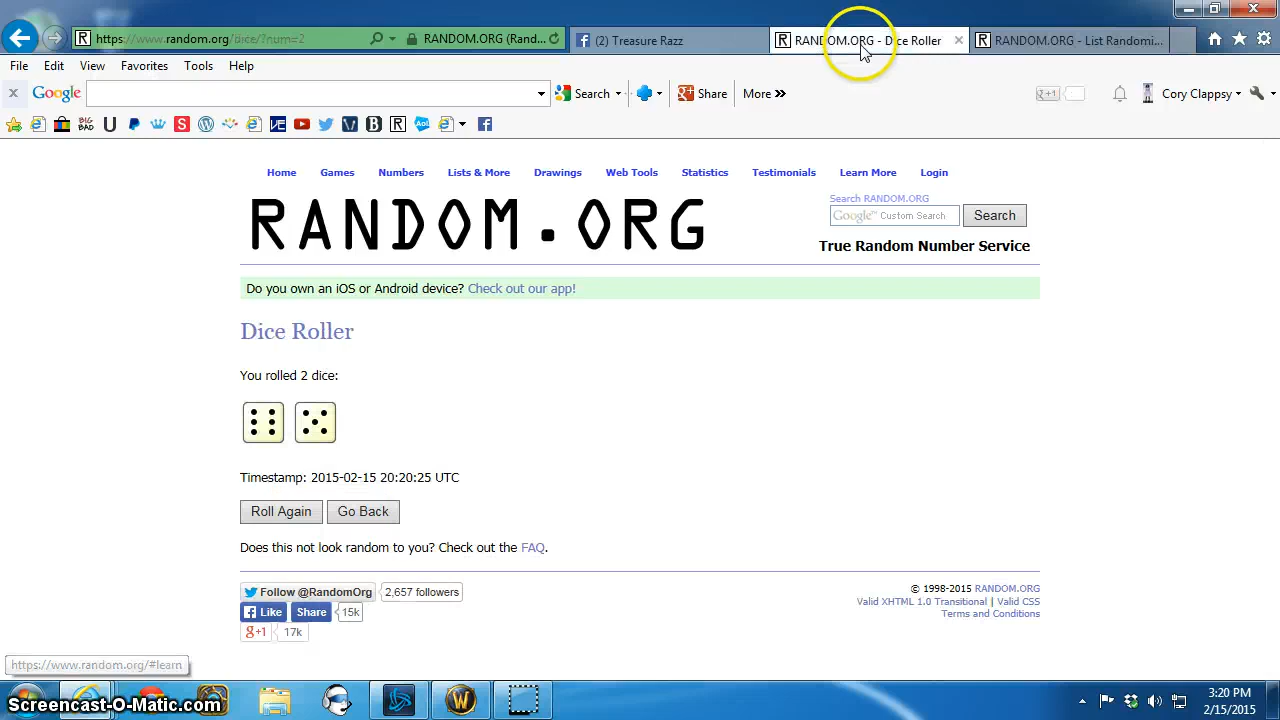 https://www.random.org/dice/?num=2
RANDOM.ORG (Rand...
(2) Treasure Razz
RANDOM.ORG - Dice Roller
RANDOM.ORG - List Randomi...
File Edit View Favorites Tools Help
Google
Search
Share
More »
+1
Cory Clappsy
BIG BAD
Aol
Home Games Numbers Lists & More Drawings Web Tools Statistics Testimonials Learn More Login
RANDOM.ORG
Search RANDOM.ORG
Google™ Custom Search
Search
True Random Number Service
Do you own an iOS or Android device? Check out our app!
Dice Roller
You rolled 2 dice:
Timestamp: 2015-02-15 20:20:25 UTC
Roll Again Go Back
Does this not look random to you? Check out the FAQ.
Follow @RandomOrg 2,657 followers
Like Share 15k
g+1 17k
© 1998-2015 RANDOM.ORG
Valid XHTML 1.0 Transitional | Valid CSS
Terms and Conditions
https://www.random.org/#learn
Screencast-O-Matic.com
3:20 PM
2/15/2015